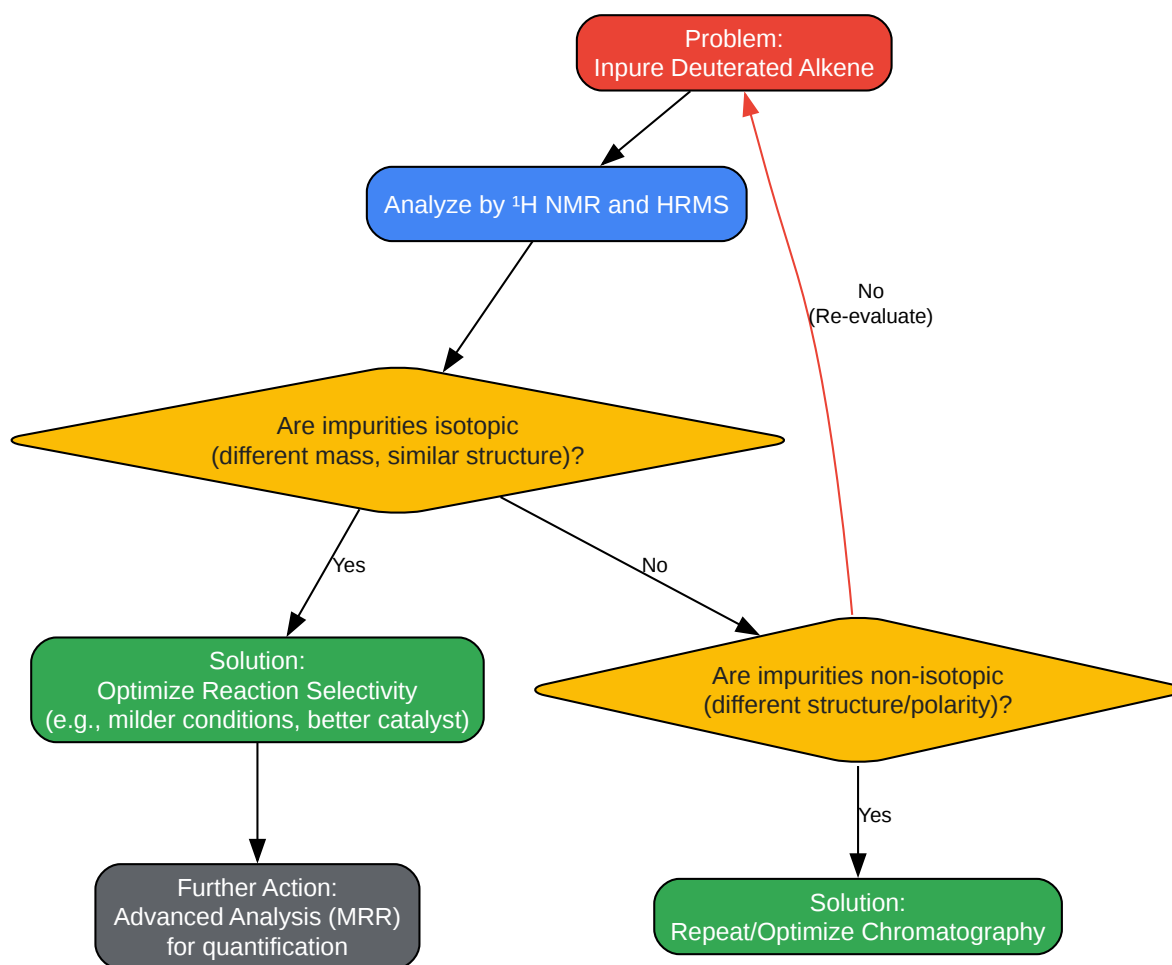 Problem:
Inpure Deuterated Alkene
Analyze by ¹H NMR and HRMS
No
(Re-evaluate)
Are impurities isotopic
(different mass, similar structure)?
Yes
No
Solution:
Optimize Reaction Selectivity
(e.g., milder conditions, better catalyst)
Are impurities non-isotopic
(different structure/polarity)?
Yes
Further Action:
Advanced Analysis (MRR)
for quantification
Solution:
Repeat/Optimize Chromatography